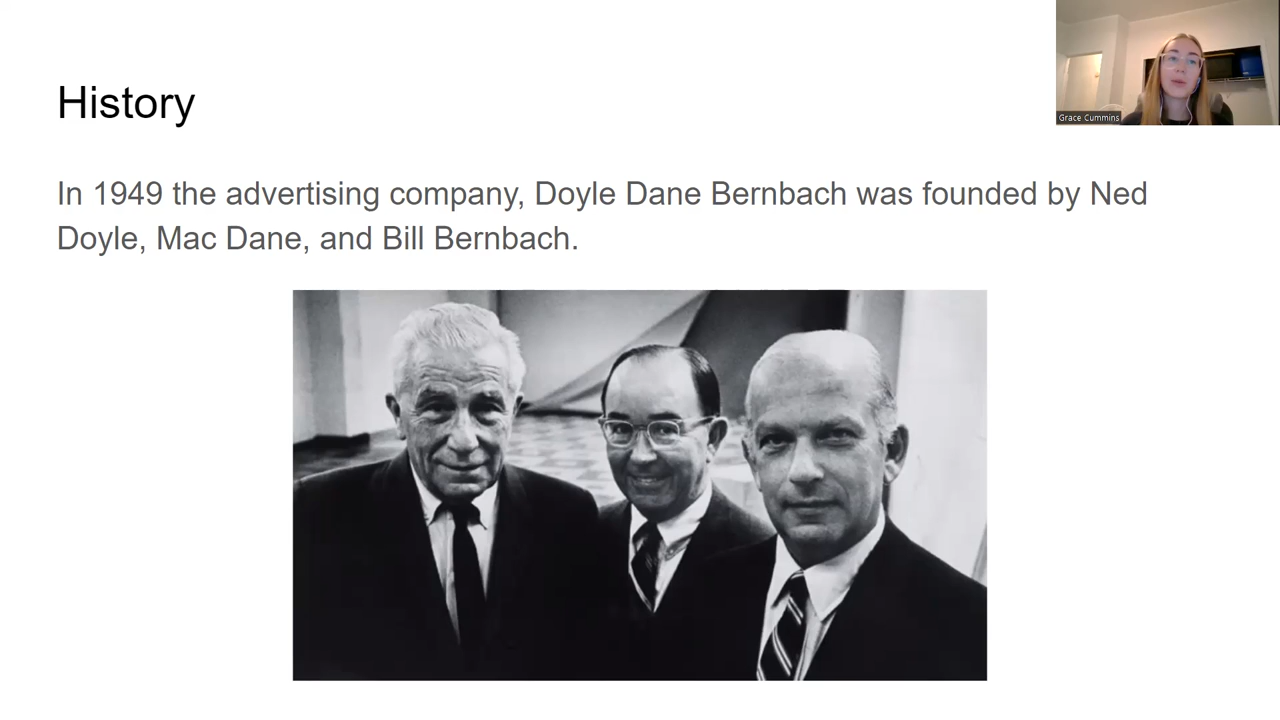 History
In 1949 the advertising company, Doyle Dane Bernbach was founded by Ned
Doyle, Mac Dane, and Bill Bernbach.
Grace Cummins